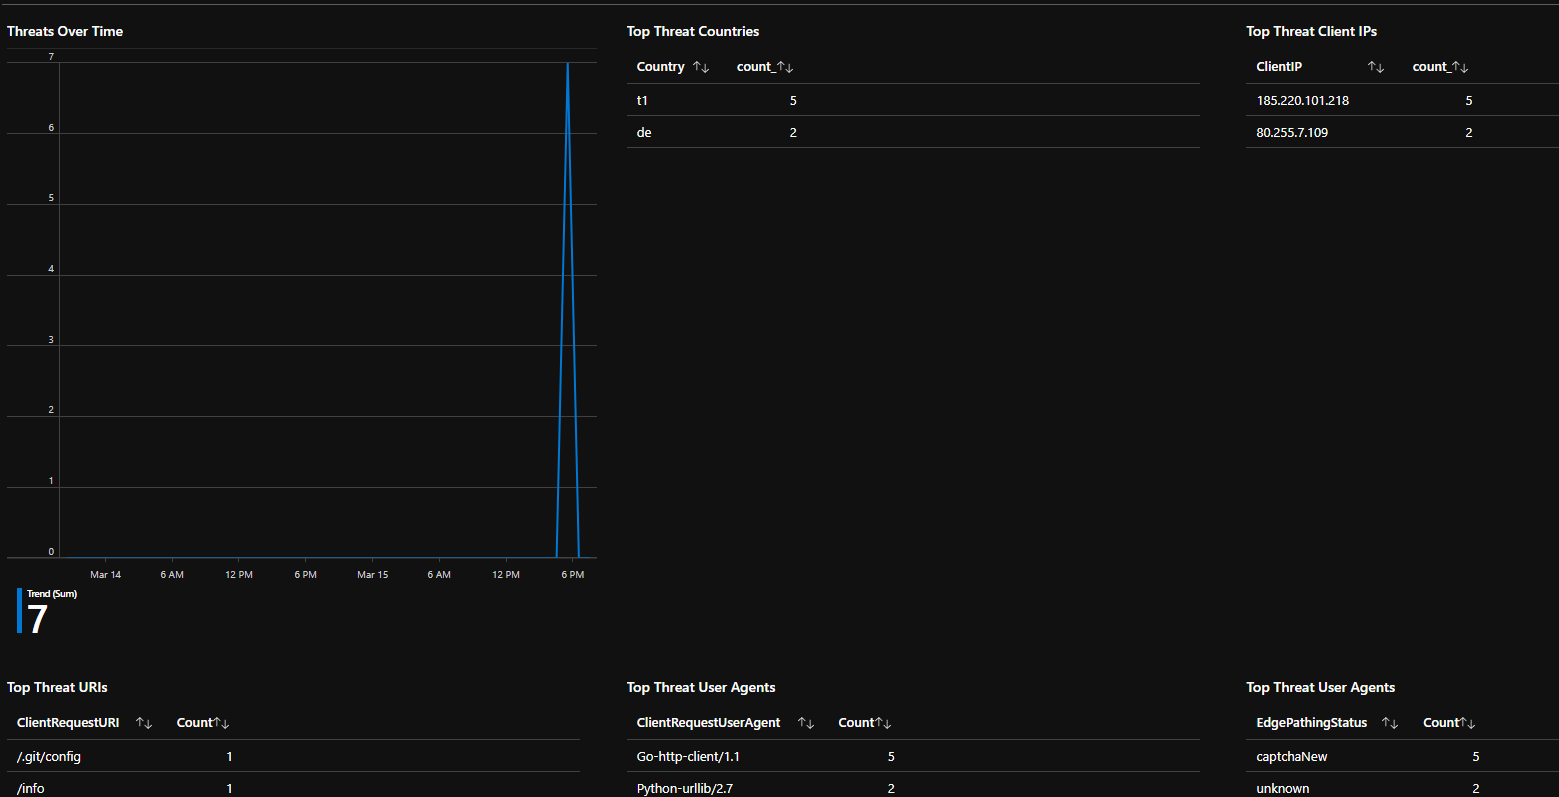 Threats Over Time
7
6
5
4
3
2
1
0
Mar 14 6 AM 12 PM 6 PM Mar 15 6 AM 12 PM 6 PM
Trend (Sum)
7
Top Threat Countries
Country ↑↓ count_↑↓
t1 5
de 2
Top Threat Client IPs
ClientIP ↑↓ count_↑↓
185.220.101.218 5
80.255.7.109 2
Top Threat URIs
ClientRequestURI ↑↓ Count↑↓
/.git/config 1
/info 1
Top Threat User Agents
ClientRequestUserAgent ↑↓ Count↑↓
Go-http-client/1.1 5
Python-urllib/2.7 2
Top Threat User Agents
EdgePathingStatus ↑↓ Count↑↓
captchaNew 5
unknown 2